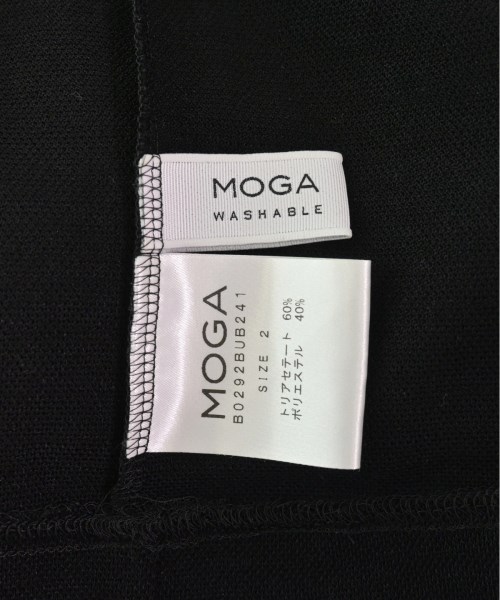 MOGA
WASHABLE
MOGA
B0292BUB241
SIZE 2
トリアセテート 60%
ポリエステル 40%